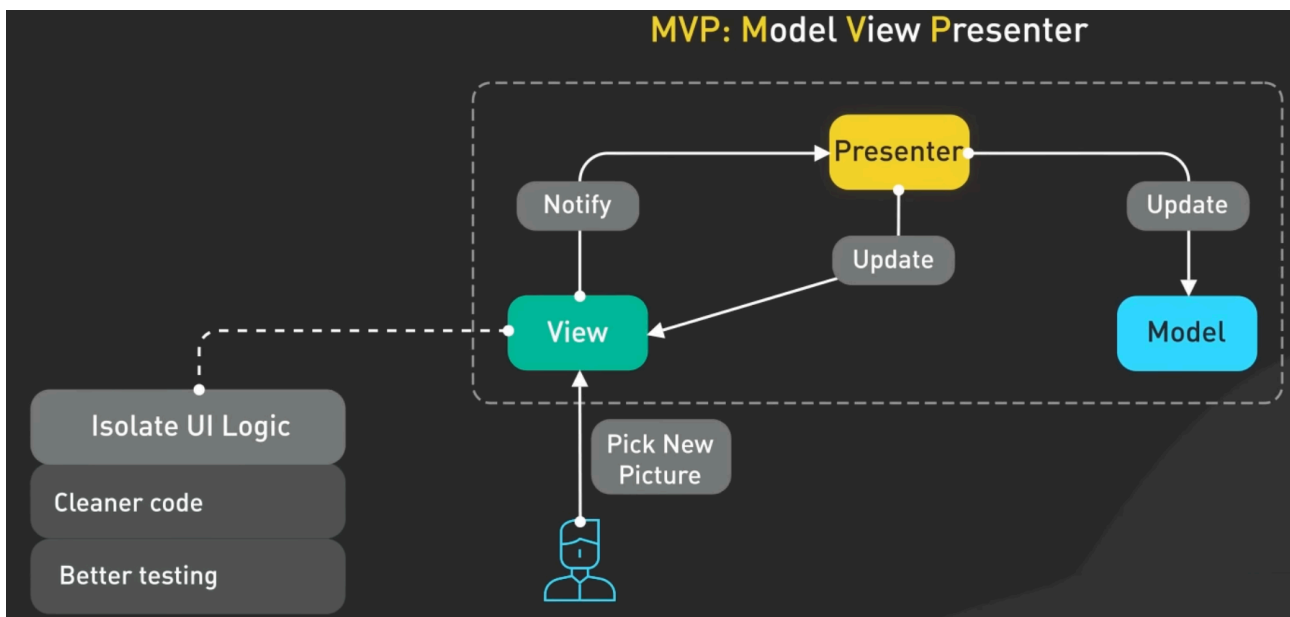 MVP: Model View Presenter
Presenter
Notify
Update
Update
View
Model
Isolate UI Logic
Pick New
Picture
Cleaner code
Better testing